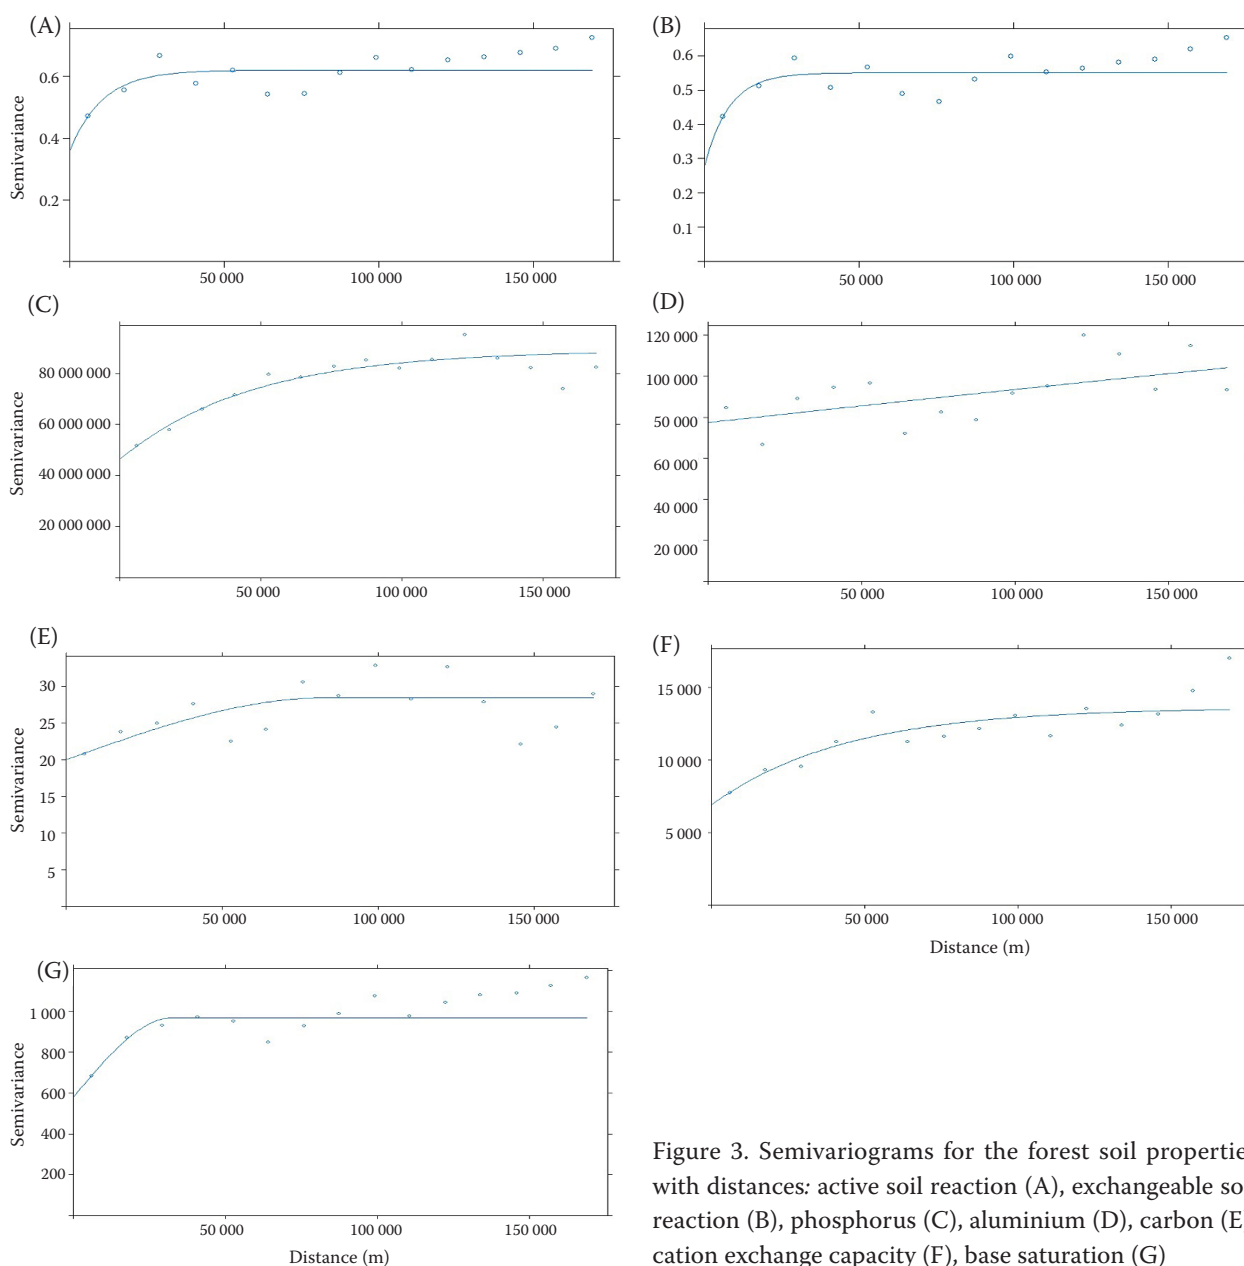 (A)
Semivariance
0.6
0.4
0.2
50 000 100 000 150 000
(B)
0.6
0.5
0.4
0.3
0.2
0.1
50 000 100 000 150 000
(C)
Semivariance
80 000 000
60 000 000
40 000 000
20 000 000
50 000 100 000 150 000
(D)
120 000
100 000
50 000
60 000
40 000
20 000
50 000 100 000 150 000
(E)
Semivariance
30
25
20
15
10
5
50 000 100 000 150 000
(F)
15 000
10 000
5 000
50 000 100 000 150 000
Distance (m)
(G)
Semivariance
1 000
800
600
400
200
50 000 100 000 150 000
Distance (m)
Figure 3. Semivariograms for the forest soil propertie
with distances: active soil reaction (A), exchangeable so
reaction (B), phosphorus (C), aluminium (D), carbon (E
cation exchange capacity (F), base saturation (G)